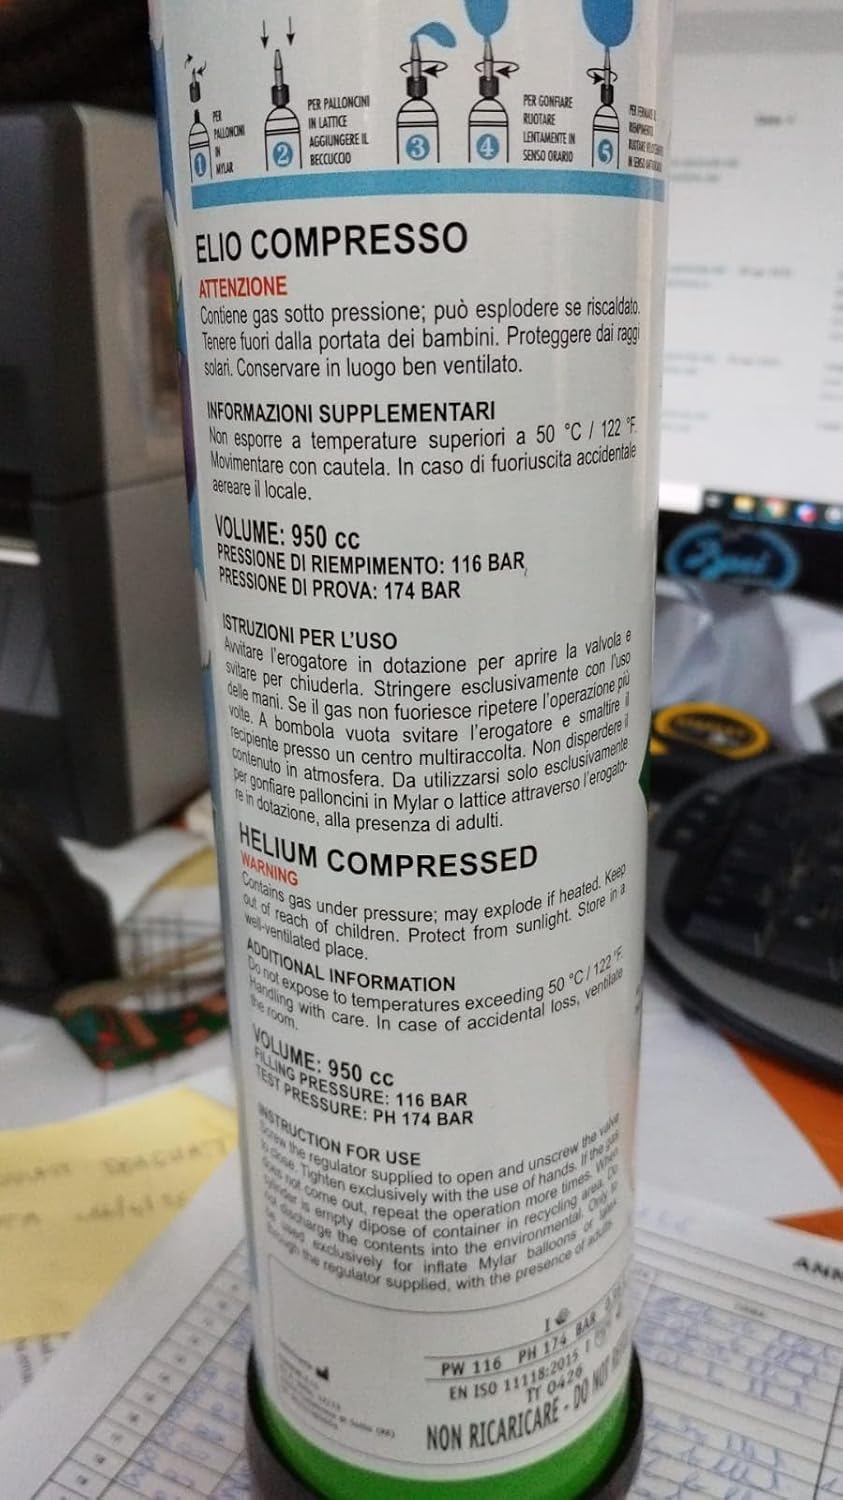 PER
PALLONCINI
IN
MYLAR
1
2
PER PALLONCINI
IN LATTICE
AGGIUNGERE IL
BECCUCCIO
3
4
PER GONFIARE
RUOTARE
LENTAMENTE IN
SENSO ORARIO
5
ELIO COMPRESSO
ATTENZIONE
Contiene gas sotto pressione; può esplodere se riscaldato.
Tenere fuori dalla portata dei bambini. Proteggere dai raggi
solari. Conservare in luogo ben ventilato.
INFORMAZIONI SUPPLEMENTARI
Non esporre a temperature superiori a 50 °C / 122 °F.
Movimentare con cautela. In caso di fuoriuscita accidentale
aereare il locale.
VOLUME: 950 cc
PRESSIONE DI RIEMPIMENTO: 116 BAR
PRESSIONE DI PROVA: 174 BAR
ISTRUZIONI PER L'USO
Avvitare l'erogatore in dotazione per aprire la valvola e
svitare per chiuderla. Stringere esclusivamente con l'uso
delle mani. Se il gas non fuoriesce ripetere l'operazione più
volte. A bombola vuota svitare l'erogatore e smaltire il
recipiente presso un centro multiraccolta. Non disperdere il
contenuto in atmosfera. Da utilizzarsi solo esclusivamente
per gonfiare palloncini in Mylar o lattice attraverso l'erogato-
re in dotazione, alla presenza di adulti.
HELIUM COMPRESSED
WARNING
Contains gas under pressure; may explode if heated. Keep
out of reach of children. Protect from sunlight. Store in a
well-ventilated place.
ADDITIONAL INFORMATION
Do not expose to temperatures exceeding 50 °C / 122 °F.
Handling with care. In case of accidental loss, ventilate
the room.
VOLUME: 950 cc
FILLING PRESSURE: 116 BAR
TEST PRESSURE: PH 174 BAR
INSTRUCTION FOR USE
Screw the regulator supplied to open and unscrew the valve
to close. Tighten exclusively with the use of hands. If the gas
does not come out, repeat the operation more times. When
cylinder is empty dispose of container in recycling area. Do
not discharge the contents into the environmental. Only to
be used exclusively for inflate Mylar balloons or latex
through the regulator supplied, with the presence of adults.
PW 116 PH 174 BAR
EN ISO 11118:2015
TY 0426
NON RICARICARE - DO NOT